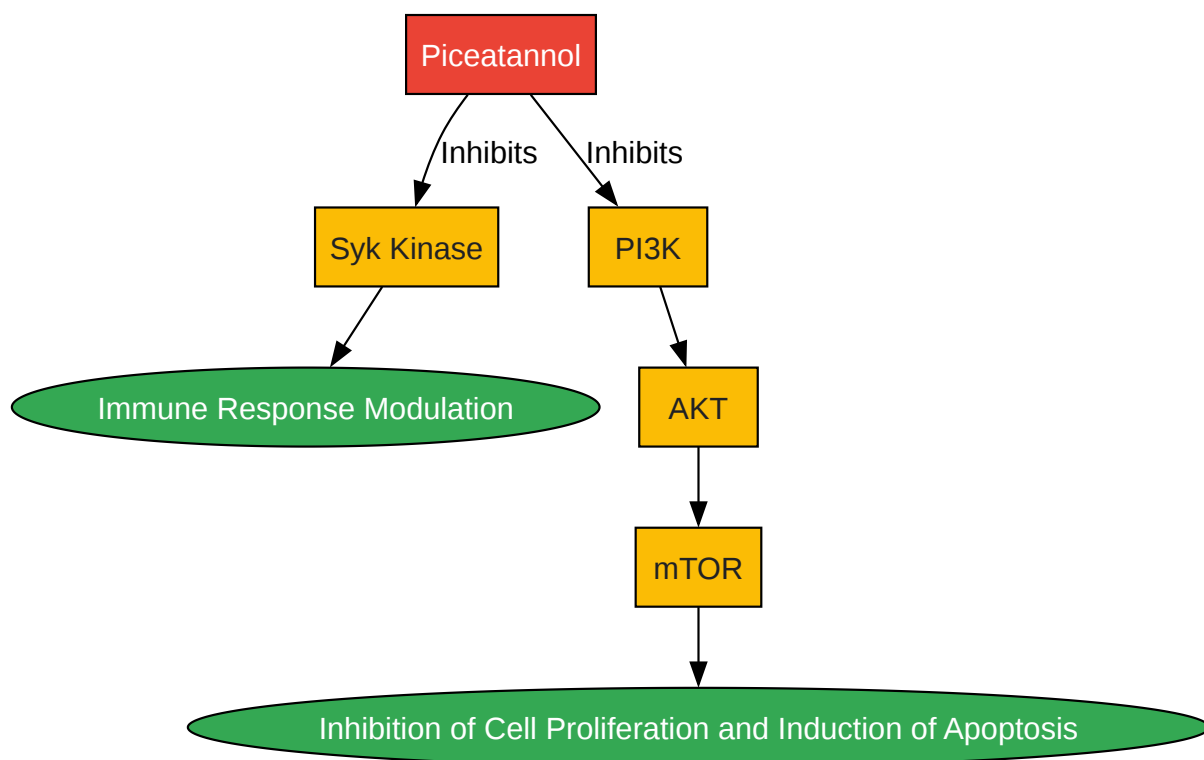 Piceatannol
Inhibits
Inhibits
Syk Kinase
PI3K
Immune Response Modulation
AKT
mTOR
Inhibition of Cell Proliferation and Induction of Apoptosis